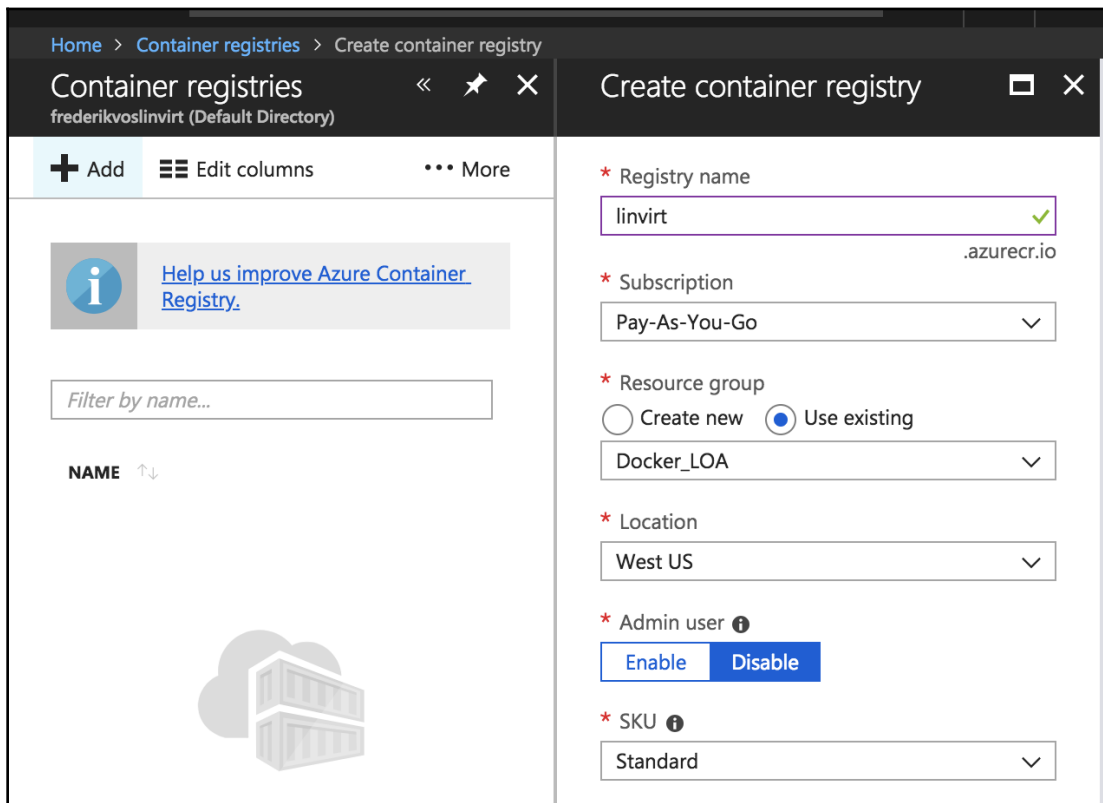 Home > Container registries > Create container registry
Container registries
frederikvoslinvirt (Default Directory)
Add Edit columns ••• More
Help us improve Azure Container
Registry.
Filter by name...
NAME
Create container registry
* Registry name
linvirt
.azurecr.io
* Subscription
Pay-As-You-Go
* Resource group
Create new Use existing
Docker_LOA
* Location
West US
* Admin user
Enable Disable
* SKU
Standard